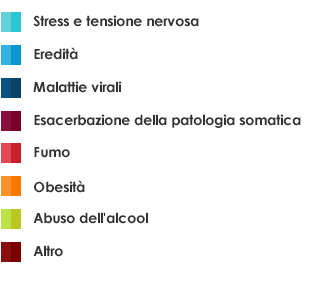 Stress e tensione nervosa
Eredità
Malattie virali
Esacerbazione della patologia somatica
Fumo
Obesità
Abuso dell'alcool
Altro